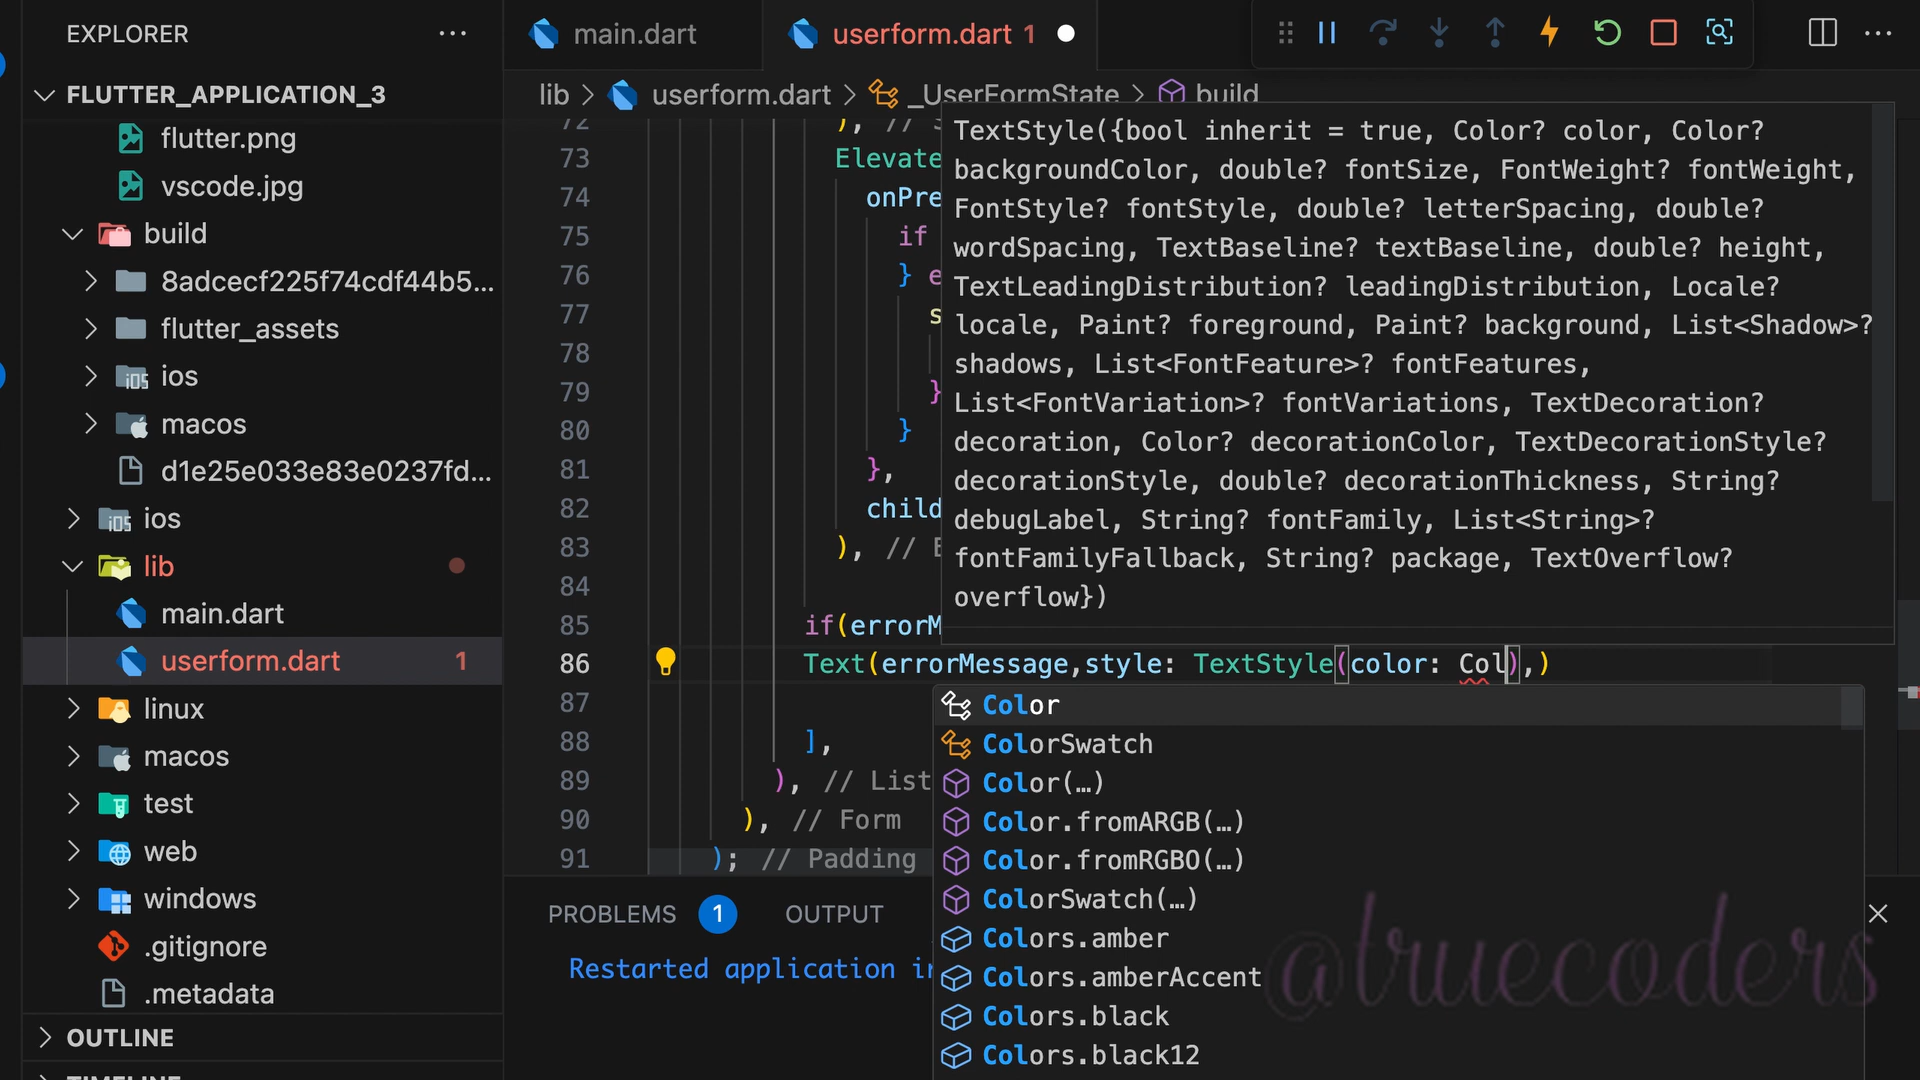 EXPLORER
FLUTTER_APPLICATION_3
flutter.png
vscode.jpg
build
8adcecf225f74cdf44b5...
flutter_assets
ios
macos
d1e25e033e83e0237fd...
ios
lib
main.dart
userform.dart 1
linux
macos
test
web
windows
.gitignore
.metadata
OUTLINE
TIMELINE
main.dart
userform.dart 1
lib > userform.dart > _UserFormState > build
72 ), //
73 Elevate
74 onPre
75 if
76 } e
77 s
78
79 }
80 }
81 },
82 child
83 ), // E
84
85 if(errorM
86 Text(errorMessage,style: TextStyle(color: Col),)
87
88 ],
89 ), // List
90 ), // Form
91 ); // Padding
TextStyle({bool inherit = true, Color? color, Color?
backgroundColor, double? fontSize, FontWeight? fontWeight,
FontStyle? fontStyle, double? letterSpacing, double?
wordSpacing, TextBaseline? textBaseline, double? height,
TextLeadingDistribution? leadingDistribution, Locale?
locale, Paint? foreground, Paint? background, List<Shadow>?
shadows, List<FontFeature>? fontFeatures,
List<FontVariation>? fontVariations, TextDecoration?
decoration, Color? decorationColor, TextDecorationStyle?
decorationStyle, double? decorationThickness, String?
debugLabel, String? fontFamily, List<String>?
fontFamilyFallback, String? package, TextOverflow?
overflow})
Color
ColorSwatch
Color(…)
Color.fromARGB(…)
Color.fromRGBO(…)
ColorSwatch(…)
Colors.amber
Colors.amberAccent
Colors.black
Colors.black12
PROBLEMS 1 OUTPUT
Restarted application in
@truecoders